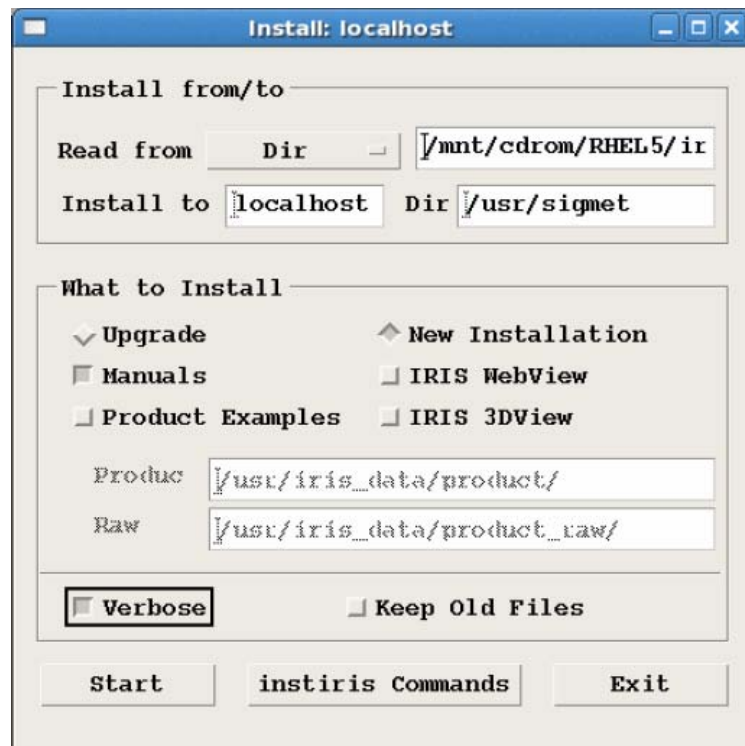 Install: localhost
Install from/to
Read from Dir /mnt/cdrom/RHEL5/ir
Install to localhost Dir /usr/sigmet
What to Install
Upgrade New Installation
Manuals IRIS WebView
Product Examples IRIS 3DView
Produc /usr/iris_data/product/
Raw /usr/iris_data/product_raw/
Verbose Keep Old Files
Start instiris Commands Exit